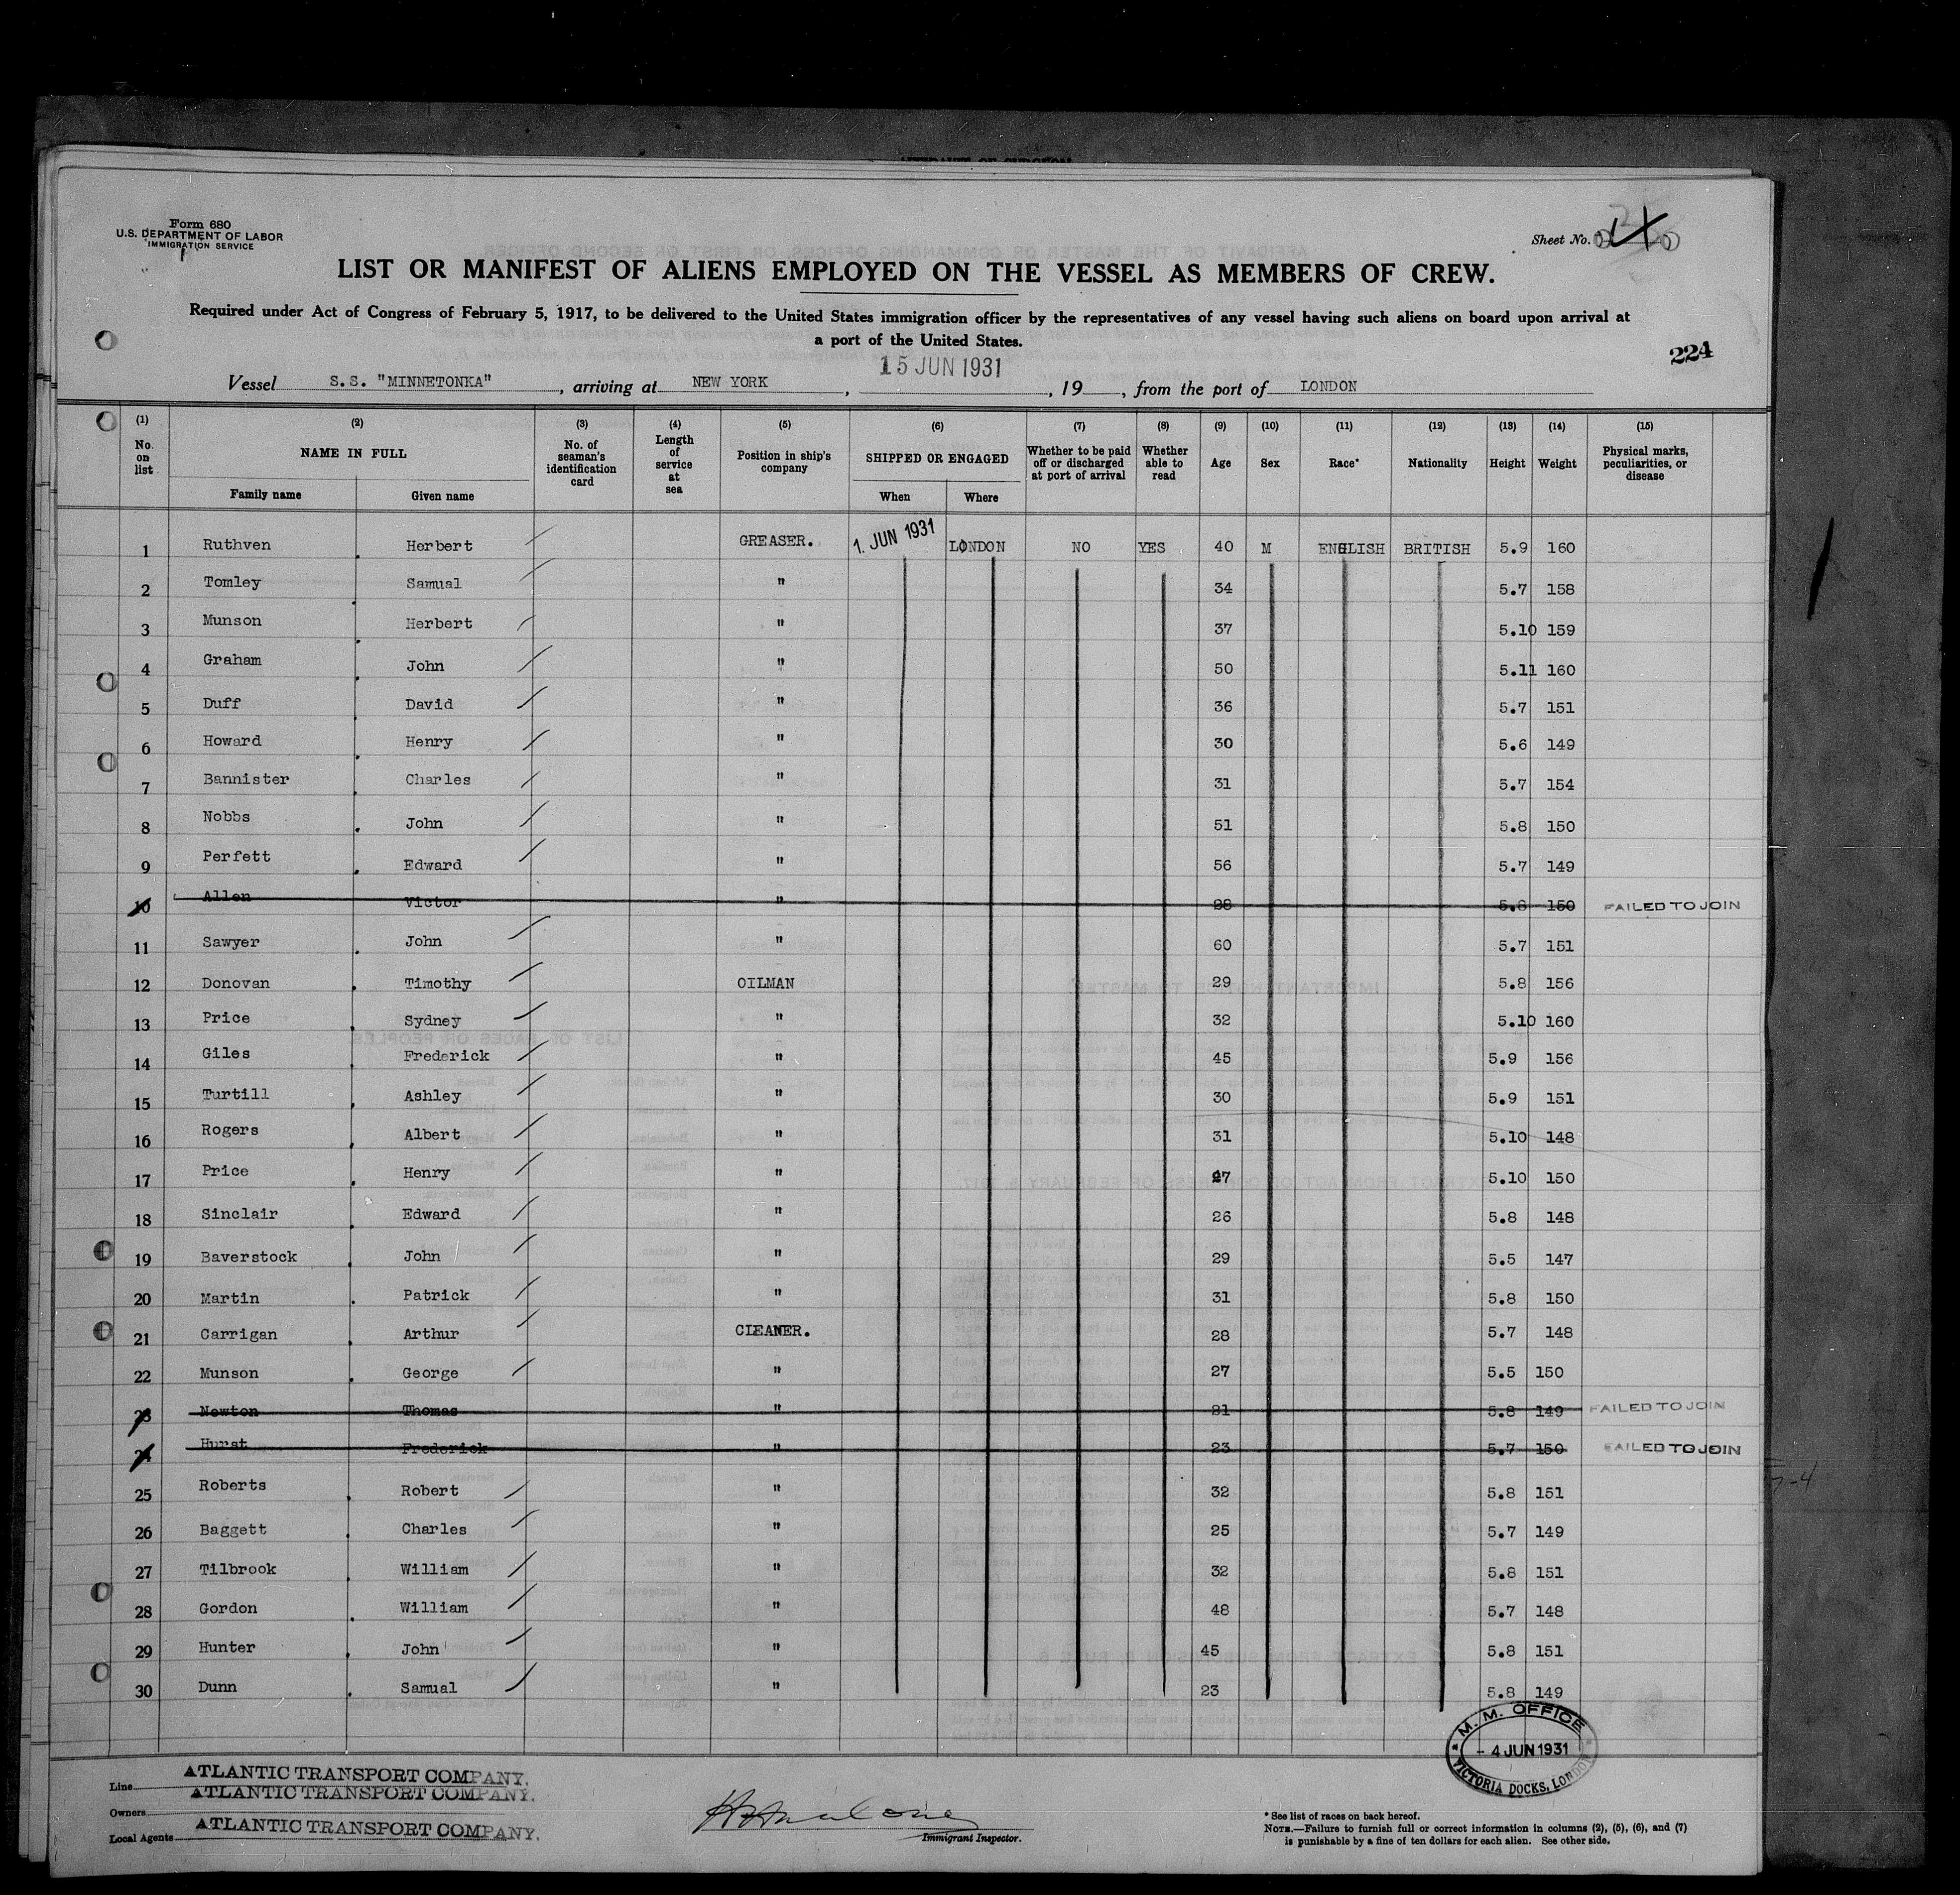 Form 680
U.S. DEPARTMENT OF LABOR
IMMIGRATION SERVICE
Sheet No.
LIST OR MANIFEST OF ALIENS EMPLOYED ON THE VESSEL AS MEMBERS OF CREW.
Required under Act of Congress of February 5, 1917, to be delivered to the United States immigration officer by the representatives of any vessel having such aliens on board upon arrival at
a port of the United States.
224
Vessel S.S. "MINNETONKA", arriving at NEW YORK, 15 JUN 1931, 19, from the port of LONDON
(1) (2) (3) (4) (5) (6) (7) (8) (9) (10) (11) (12) (13) (14) (15)
No. on list NAME IN FULL No. of seaman's identification card Length of service at sea Position in ship's company SHIPPED OR ENGAGED Whether to be paid off or discharged at port of arrival Whether able to read Age Sex Race* Nationality Height Weight Physical marks, peculiarities, or disease
Family name Given name When Where
1 Ruthven Herbert GREASER. 1. JUN 1931 LONDON NO YES 40 M ENGLISH BRITISH 5.9 160
2 Tomley Samual " 34 5.7 158
3 Munson Herbert " 37 5.10 159
4 Graham John " 50 5.11 160
5 Duff David " 36 5.7 151
6 Howard Henry " 30 5.6 149
7 Bannister Charles " 31 5.7 154
8 Nobbs John " 51 5.8 150
9 Perfett Edward " 56 5.7 149
10 Allen Victor " 28 5.8 150 FAILED TO JOIN
11 Sawyer John " 60 5.7 151
12 Donovan Timothy OILMAN 29 5.8 156
13 Price Sydney " 32 5.10 160
14 Giles Frederick " 45 5.9 156
15 Turtill Ashley " 30 5.9 151
16 Rogers Albert " 31 5.10 148
17 Price Henry " 27 5.10 150
18 Sinclair Edward " 26 5.8 148
19 Baverstock John " 29 5.5 147
20 Martin Patrick " 31 5.8 150
21 Carrigan Arthur CLEANER. 28 5.7 148
22 Munson George " 27 5.5 150
23 Newton Thomas " 21 5.8 149 FAILED TO JOIN
24 Hurst Frederick " 23 5.7 150 FAILED TO JOIN
25 Roberts Robert " 32 5.8 151
26 Baggett Charles " 25 5.7 149
27 Tilbrook William " 32 5.8 151
28 Gordon William " 48 5.7 148
29 Hunter John " 45 5.8 151
30 Dunn Samual " 23 5.8 149
M. M. OFFICE
- 4 JUN 1931
VICTORIA DOCKS, LONDON
Line ATLANTIC TRANSPORT COMPANY.
Owners ATLANTIC TRANSPORT COMPANY.
Local Agents ATLANTIC TRANSPORT COMPANY.
Immigrant Inspector.
* See list of races on back hereof.
NOTE.—Failure to furnish full or correct information in columns (2), (5), (6), and (7)
is punishable by a fine of ten dollars for each alien. See other side.